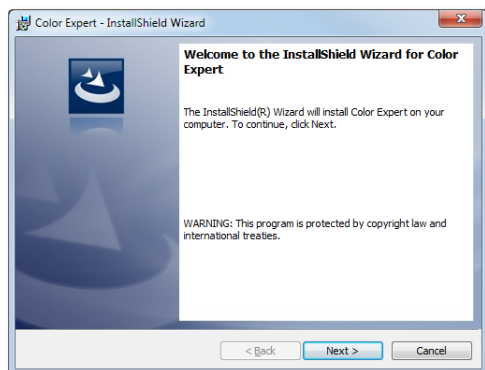 Color Expert - InstallShield Wizard
Welcome to the InstallShield Wizard for Color
Expert
The InstallShield(R) Wizard will install Color Expert on your
computer. To continue, click Next.
WARNING: This program is protected by copyright law and
international treaties.
< Back Next > Cancel